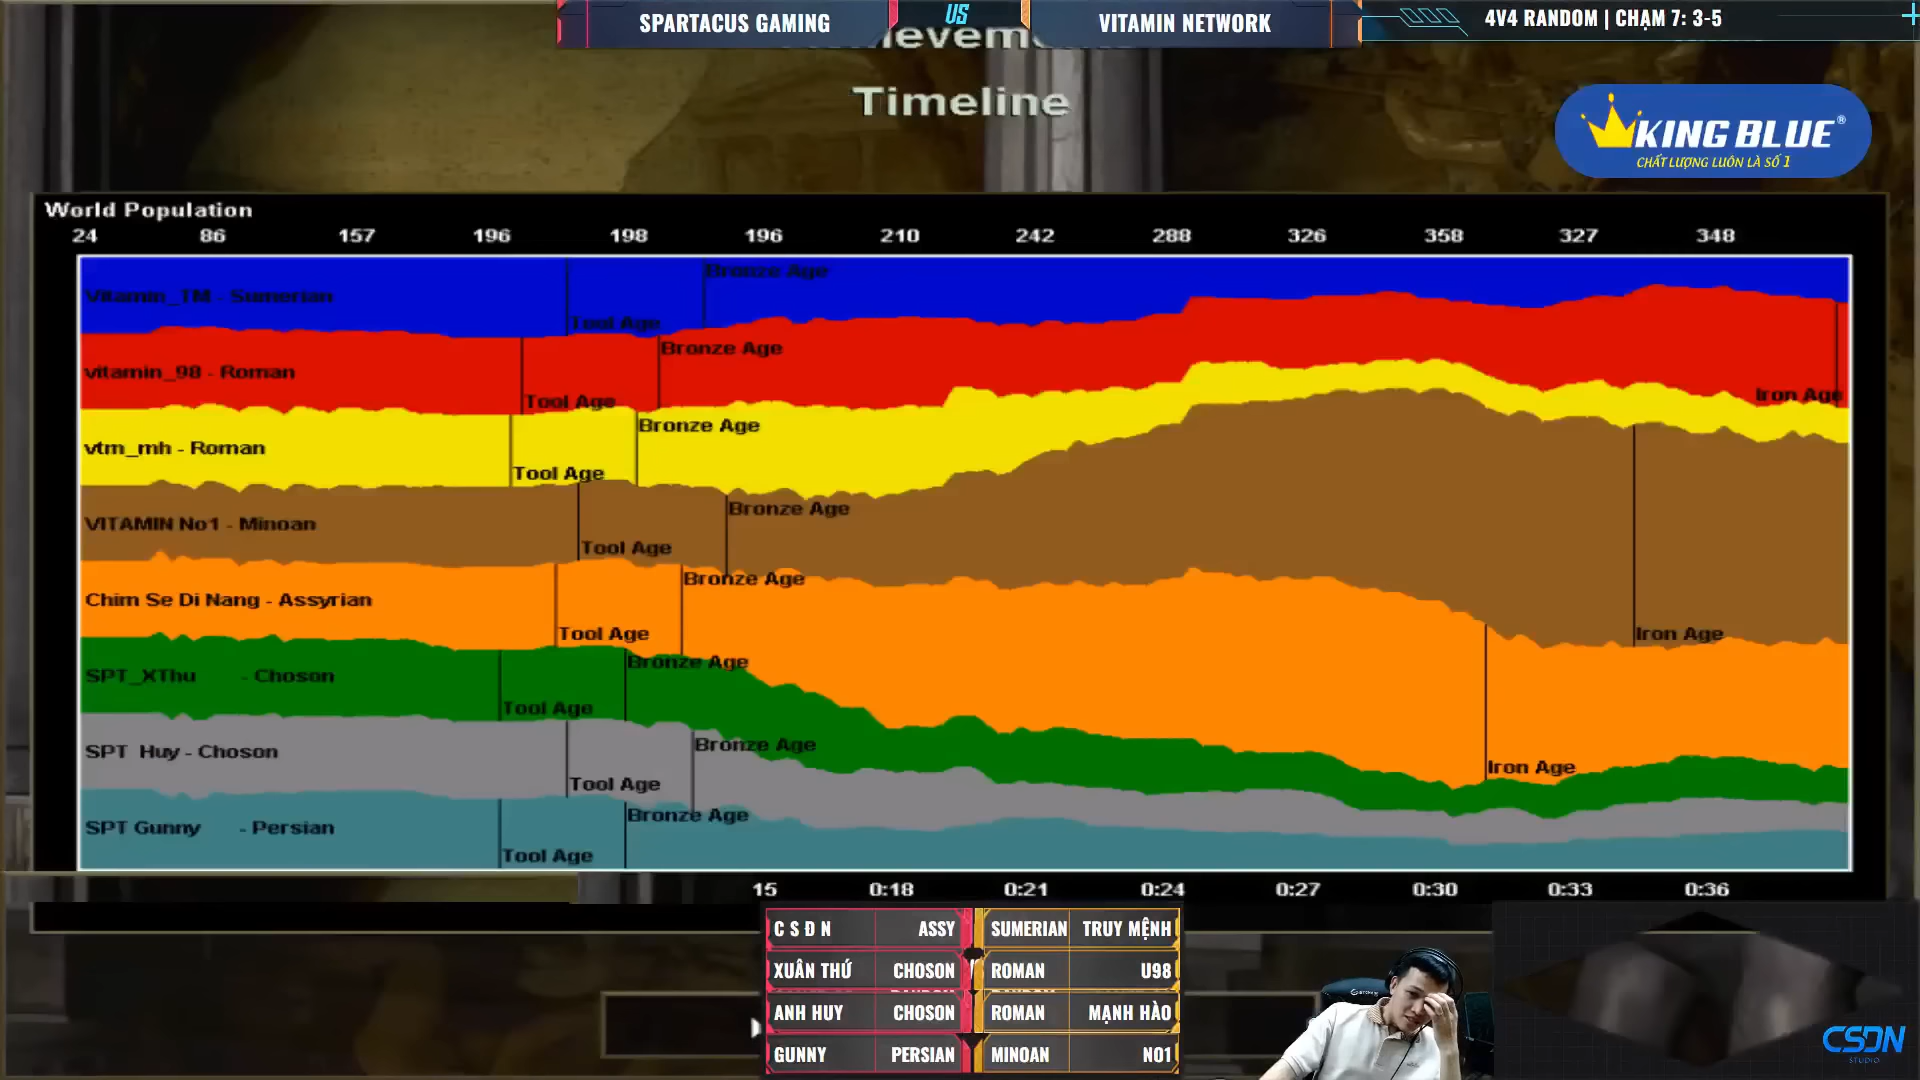 SPARTACUS GAMING
VS
VITAMIN NETWORK
4V4 RANDOM | CHẠM 7: 3-5
Timeline
KING BLUE®
CHẤT LƯỢNG LUÔN LÀ SỐ 1
World Population
24 86 157 196 198 196 210 242 288 326 358 327 348
Bronze Age
Vitamin_TM - Sumerian
Tool Age
Bronze Age
vitamin_98 - Roman
Iron Age
Tool Age
Bronze Age
vtm_mh - Roman
Tool Age
Bronze Age
VITAMIN No1 - Minoan
Tool Age
Bronze Age
Chim Se Di Nang - Assyrian
Tool Age
Iron Age
Bronze Age
SPT_XThu - Choson
Tool Age
Bronze Age
SPT Huy - Choson
Iron Age
Tool Age
Bronze Age
SPT Gunny - Persian
Tool Age
15 0:18 0:21 0:24 0:27 0:30 0:33 0:36
C S Đ N ASSY SUMERIAN TRUY MỆNH
XUÂN THỨ CHOSON ROMAN U98
ANH HUY CHOSON ROMAN MẠNH HÀO
GUNNY PERSIAN MINOAN NO1
CSDN
STUDIO